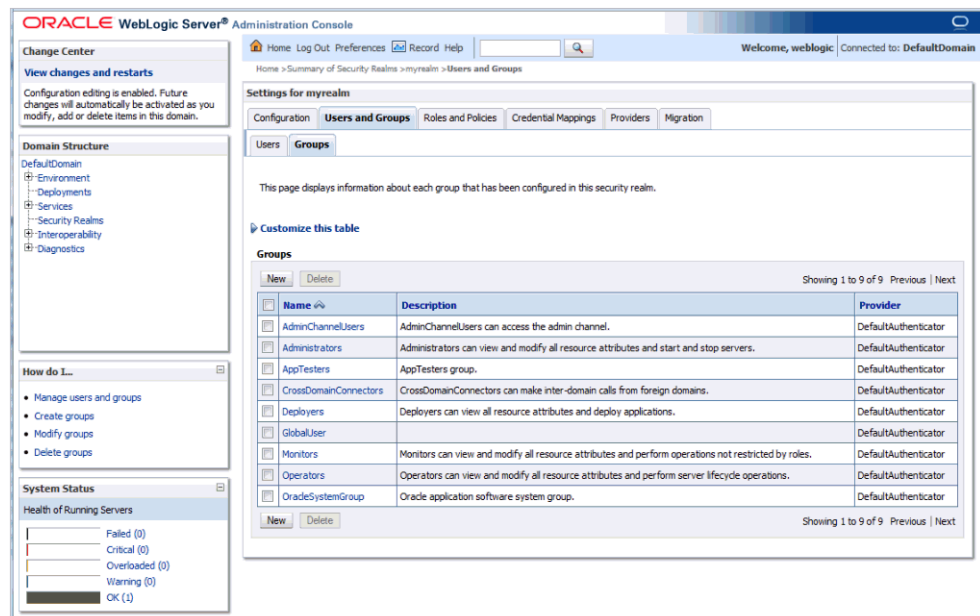 ORACLE WebLogic Server® Administration Console
Change Center
View changes and restarts
Configuration editing is enabled. Future
changes will automatically be activated as you
modify, add or delete items in this domain.
Domain Structure
DefaultDomain
Environment
Deployments
Services
Security Realms
Interoperability
Diagnostics
How do I...
Manage users and groups
Create groups
Modify groups
Delete groups
System Status
Health of Running Servers
Failed (0)
Critical (0)
Overloaded (0)
Warning (0)
OK (1)
Home Log Out Preferences Record Help
Welcome, weblogic Connected to: DefaultDomain
Home >Summary of Security Realms >myrealm >Users and Groups
Settings for myrealm
Configuration Users and Groups Roles and Policies Credential Mappings Providers Migration
Users Groups
This page displays information about each group that has been configured in this security realm.
Customize this table
Groups
New Delete Showing 1 to 9 of 9 Previous | Next
Name Description Provider
AdminChannelUsers AdminChannelUsers can access the admin channel. DefaultAuthenticator
Administrators Administrators can view and modify all resource attributes and start and stop servers. DefaultAuthenticator
AppTesters AppTesters group. DefaultAuthenticator
CrossDomainConnectors CrossDomainConnectors can make inter-domain calls from foreign domains. DefaultAuthenticator
Deployers Deployers can view all resource attributes and deploy applications. DefaultAuthenticator
GlobalUser DefaultAuthenticator
Monitors Monitors can view and modify all resource attributes and perform operations not restricted by roles. DefaultAuthenticator
Operators Operators can view and modify all resource attributes and perform server lifecycle operations. DefaultAuthenticator
OracleSystemGroup Oracle application software system group. DefaultAuthenticator
New Delete Showing 1 to 9 of 9 Previous | Next